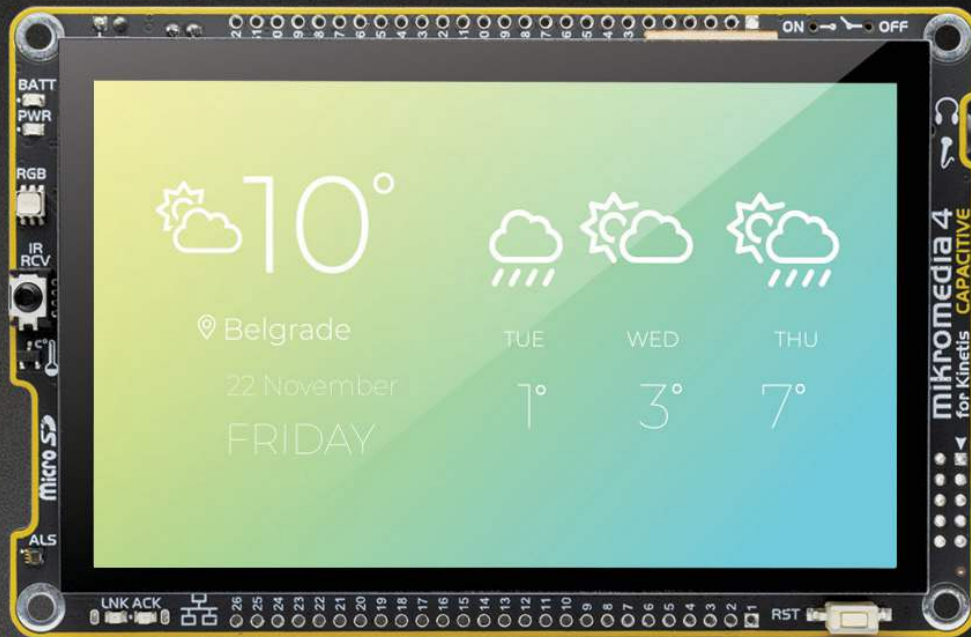 ON OFF
BATT
PWR
RGB
IR
RCV
°C
Micro SD
ALS
10°
Belgrade
22 November
FRIDAY
TUE WED THU
1° 3° 7°
mikromedia 4
for Kinetis CAPACITIVE
LNK ACK
26 25 24 23 22 21 20 19 18 17 16 15 14 13 12 11 10 9 8 7 6 5 4 3 2 1
RST